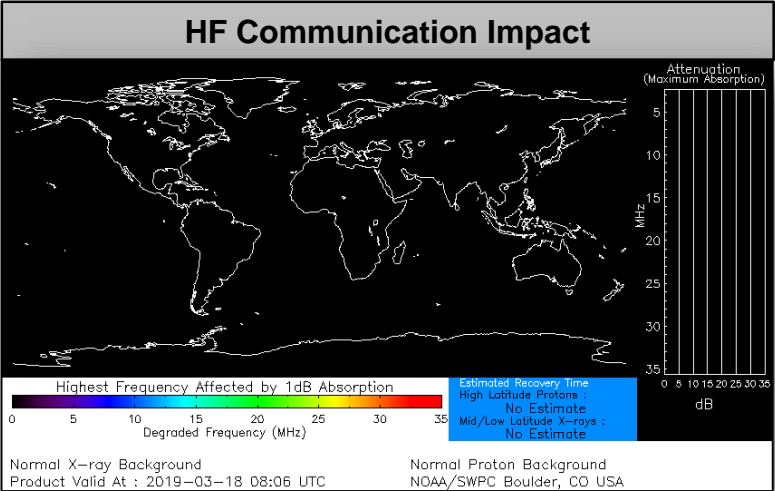 HF Communication Impact
Attenuation
(Maximum Absorption)
5
10
15
20
25
30
35
MHz
0 5 10 15 20 25 30 35
dB
Highest Frequency Affected by 1dB Absorption
0 5 10 15 20 25 30 35
Degraded Frequency (MHz)
Estimated Recovery Time
High Latitude Protons :
No Estimate
Mid/Low Latitude X-rays :
No Estimate
Normal X-ray Background
Normal Proton Background
Product Valid At : 2019-03-18 08:06 UTC
NOAA/SWPC Boulder, CO USA